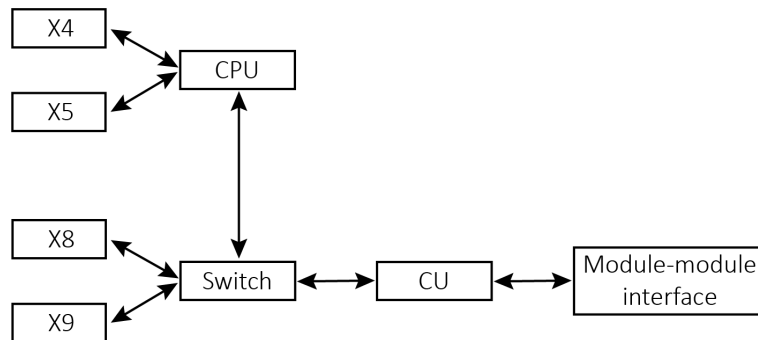 X4
CPU
X5
X8
Switch
CU
Module-module
interface
X9